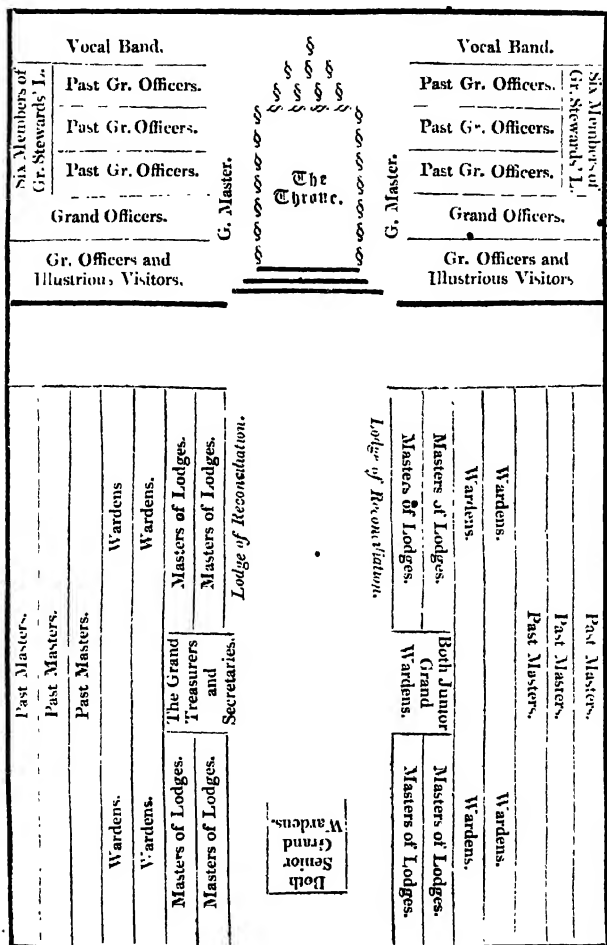 Vocal Band.
Six Members of
Gr. Stewards' L.
Past Gr. Officers.
Past Gr. Officers.
Past Gr. Officers.
Grand Officers.
Gr. Officers and
Illustrious Visitors.
G. Master.
The
Throne.
G. Master.
Vocal Band.
Past Gr. Officers.
Past Gr. Officers.
Past Gr. Officers.
Six Members of
Gr. Stewards' L.
Grand Officers.
Gr. Officers and
Illustrious Visitors
Past Masters.
Past Masters.
Past Masters.
Wardens
Wardens.
Wardens.
Wardens.
Masters of Lodges.
Masters of Lodges.
The Grand
Treasurers
and
Secretaries.
Masters of Lodges.
Masters of Lodges.
Lodge of Reconciliation.
Both
Senior
Grand
Wardens.
Lodge of Reconciliation.
Masters of Lodges.
Masters of Lodges.
Both Junior
Grand
Wardens.
Masters of Lodges.
Masters of Lodges.
Wardens.
Wardens.
Wardens.
Wardens.
Past Masters.
Past Masters.
Past Masters.